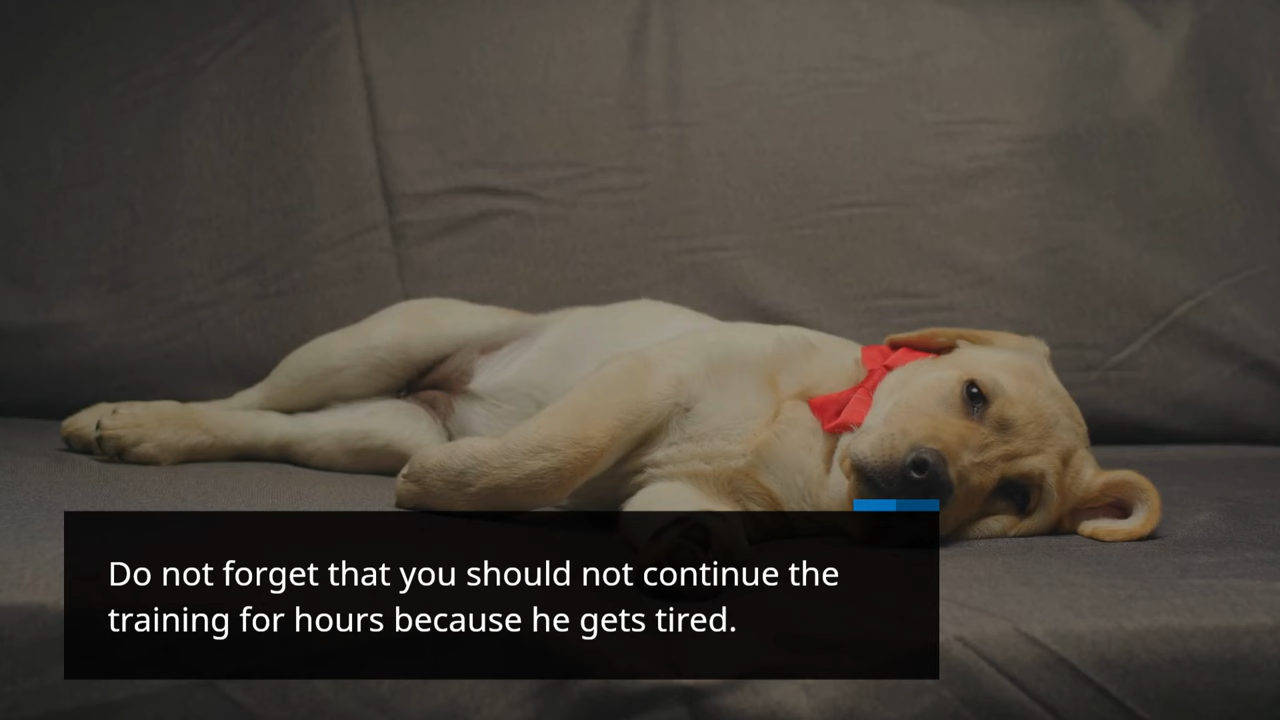 Do not forget that you should not continue the
training for hours because he gets tired.